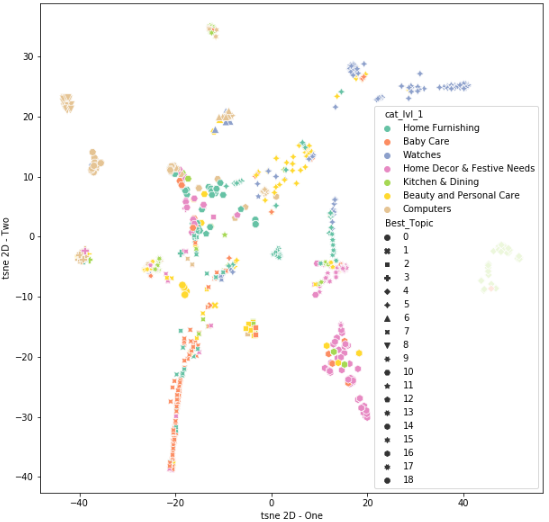 30
20
10
0
−10
−20
−30
−40
tsne 2D - Two
−40
−20
0
20
40
tsne 2D - One
cat_lvl_1
Home Furnishing
Baby Care
Watches
Home Decor & Festive Needs
Kitchen & Dining
Beauty and Personal Care
Computers
Best_Topic
0
1
2
3
4
5
6
7
8
9
10
11
12
13
14
15
16
17
18